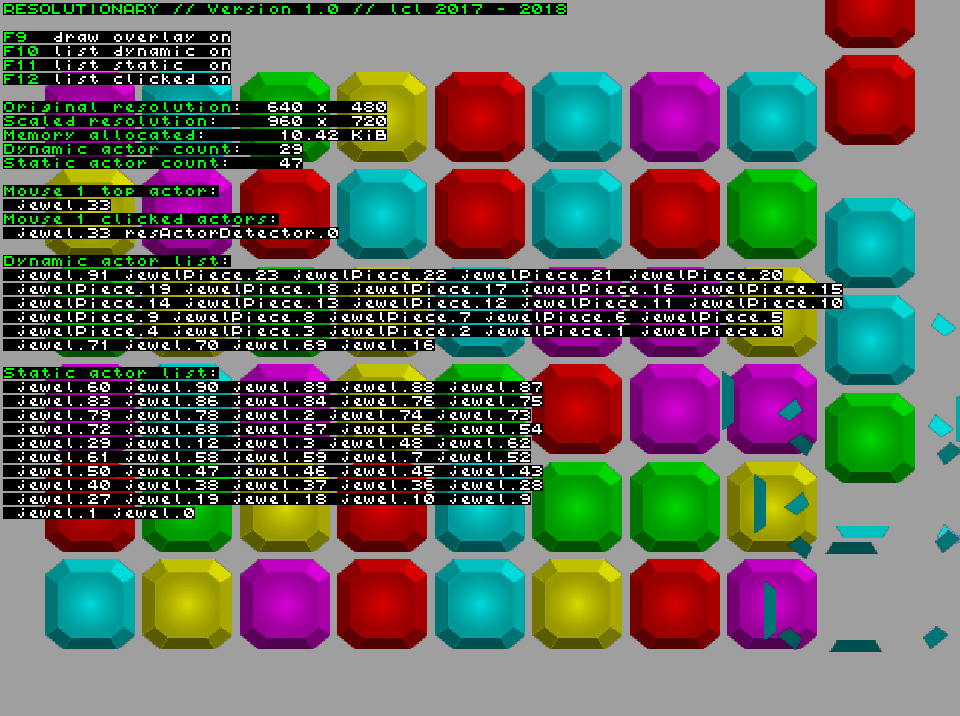 RESOLUTIONARY // Version 1.0 // lcl 2017 - 2018
F9 draw overlay on
F10 list dynamic on
F11 list static on
F12 list clicked on
Original resolution: 640 x 480
Scaled resolution: 960 x 720
Memory allocated: 10.42 KiB
Dynamic actor count: 29
Static actor count: 47
Mouse 1 top actor:
jewel.33
Mouse 1 clicked actors:
jewel.33 resActorDetector.0
Dynamic actor list:
jewel.91 jewelPiece.23 jewelPiece.22 jewelPiece.21 jewelPiece.20
jewelPiece.19 jewelPiece.18 jewelPiece.17 jewelPiece.16 jewelPiece.15
jewelPiece.14 jewelPiece.13 jewelPiece.12 jewelPiece.11 jewelPiece.10
jewelPiece.9 jewelPiece.8 jewelPiece.7 jewelPiece.6 jewelPiece.5
jewelPiece.4 jewelPiece.3 jewelPiece.2 jewelPiece.1 jewelPiece.0
jewel.71 jewel.70 jewel.69 jewel.16
Static actor list:
jewel.60 jewel.90 jewel.89 jewel.88 jewel.87
jewel.83 jewel.86 jewel.84 jewel.76 jewel.75
jewel.79 jewel.78 jewel.2 jewel.74 jewel.73
jewel.72 jewel.68 jewel.67 jewel.66 jewel.54
jewel.29 jewel.12 jewel.3 jewel.48 jewel.62
jewel.61 jewel.58 jewel.59 jewel.7 jewel.52
jewel.50 jewel.47 jewel.46 jewel.45 jewel.43
jewel.40 jewel.38 jewel.37 jewel.36 jewel.28
jewel.27 jewel.19 jewel.18 jewel.10 jewel.9
jewel.1 jewel.0